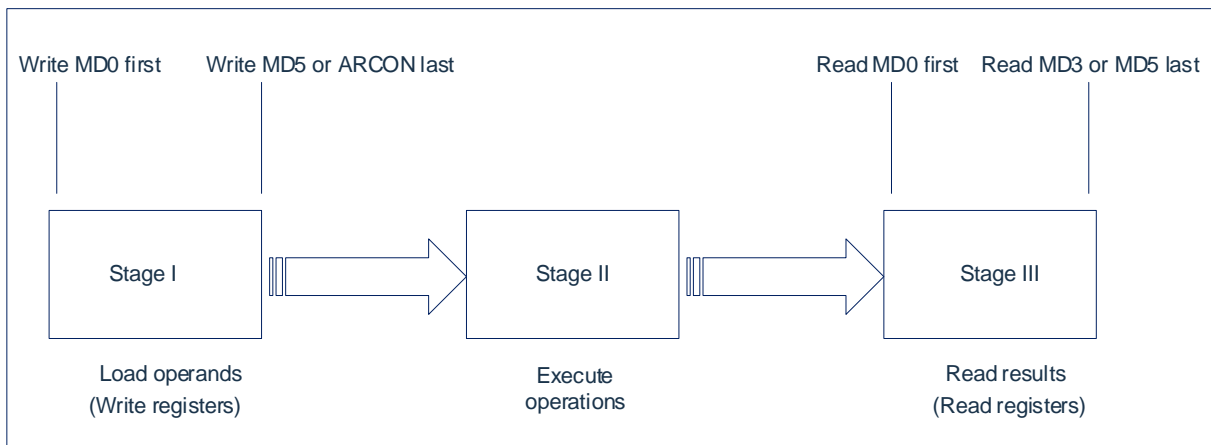 Write MD0 first
Write MD5 or ARCON last
Read MD0 first
Read MD3 or MD5 last
Stage I
Stage II
Stage III
Load operands
(Write registers)
Execute
operations
Read results
(Read registers)